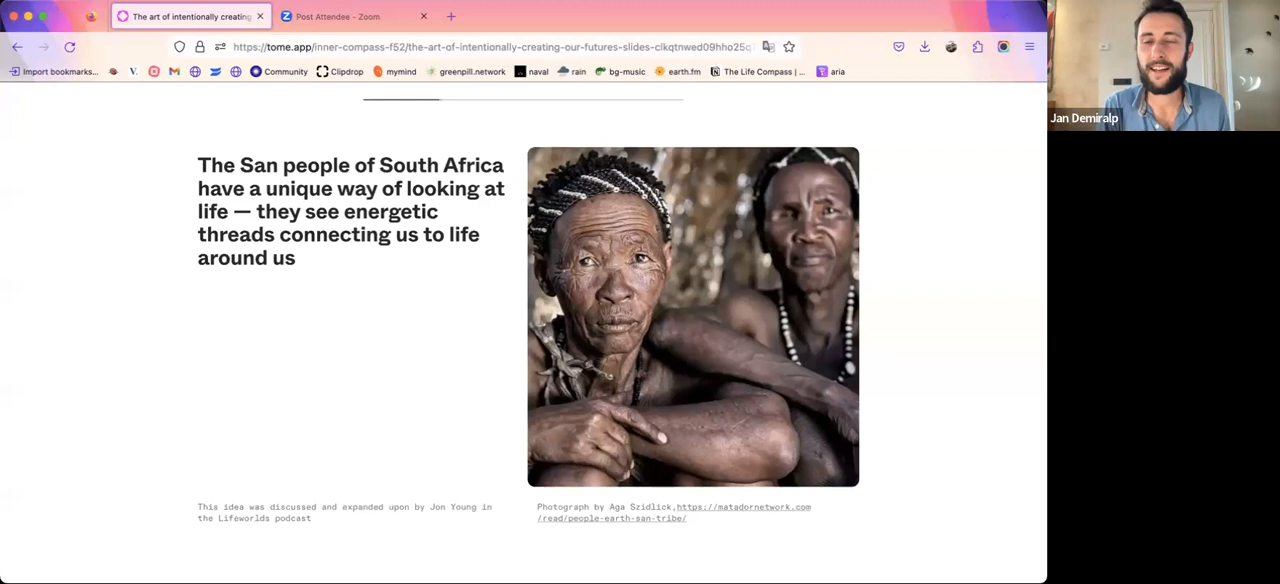 The art of intentionally creating
Post Attendee - Zoom
https://tome.app/inner-compass-f52/the-art-of-intentionally-creating-our-futures-slides-clkqtnwed09hho25q
Import bookmarks...
Community
Clipdrop
mymind
greenpill.network
naval
rain
bg-music
earth.fm
The Life Compass | ...
aria
Jan Demiralp
The San people of South Africa
have a unique way of looking at
life — they see energetic
threads connecting us to life
around us
This idea was discussed and expanded upon by Jon Young in
the Lifeworlds podcast
Photograph by Aga Szidlick,https://matadornetwork.com
/read/people-earth-san-tribe/